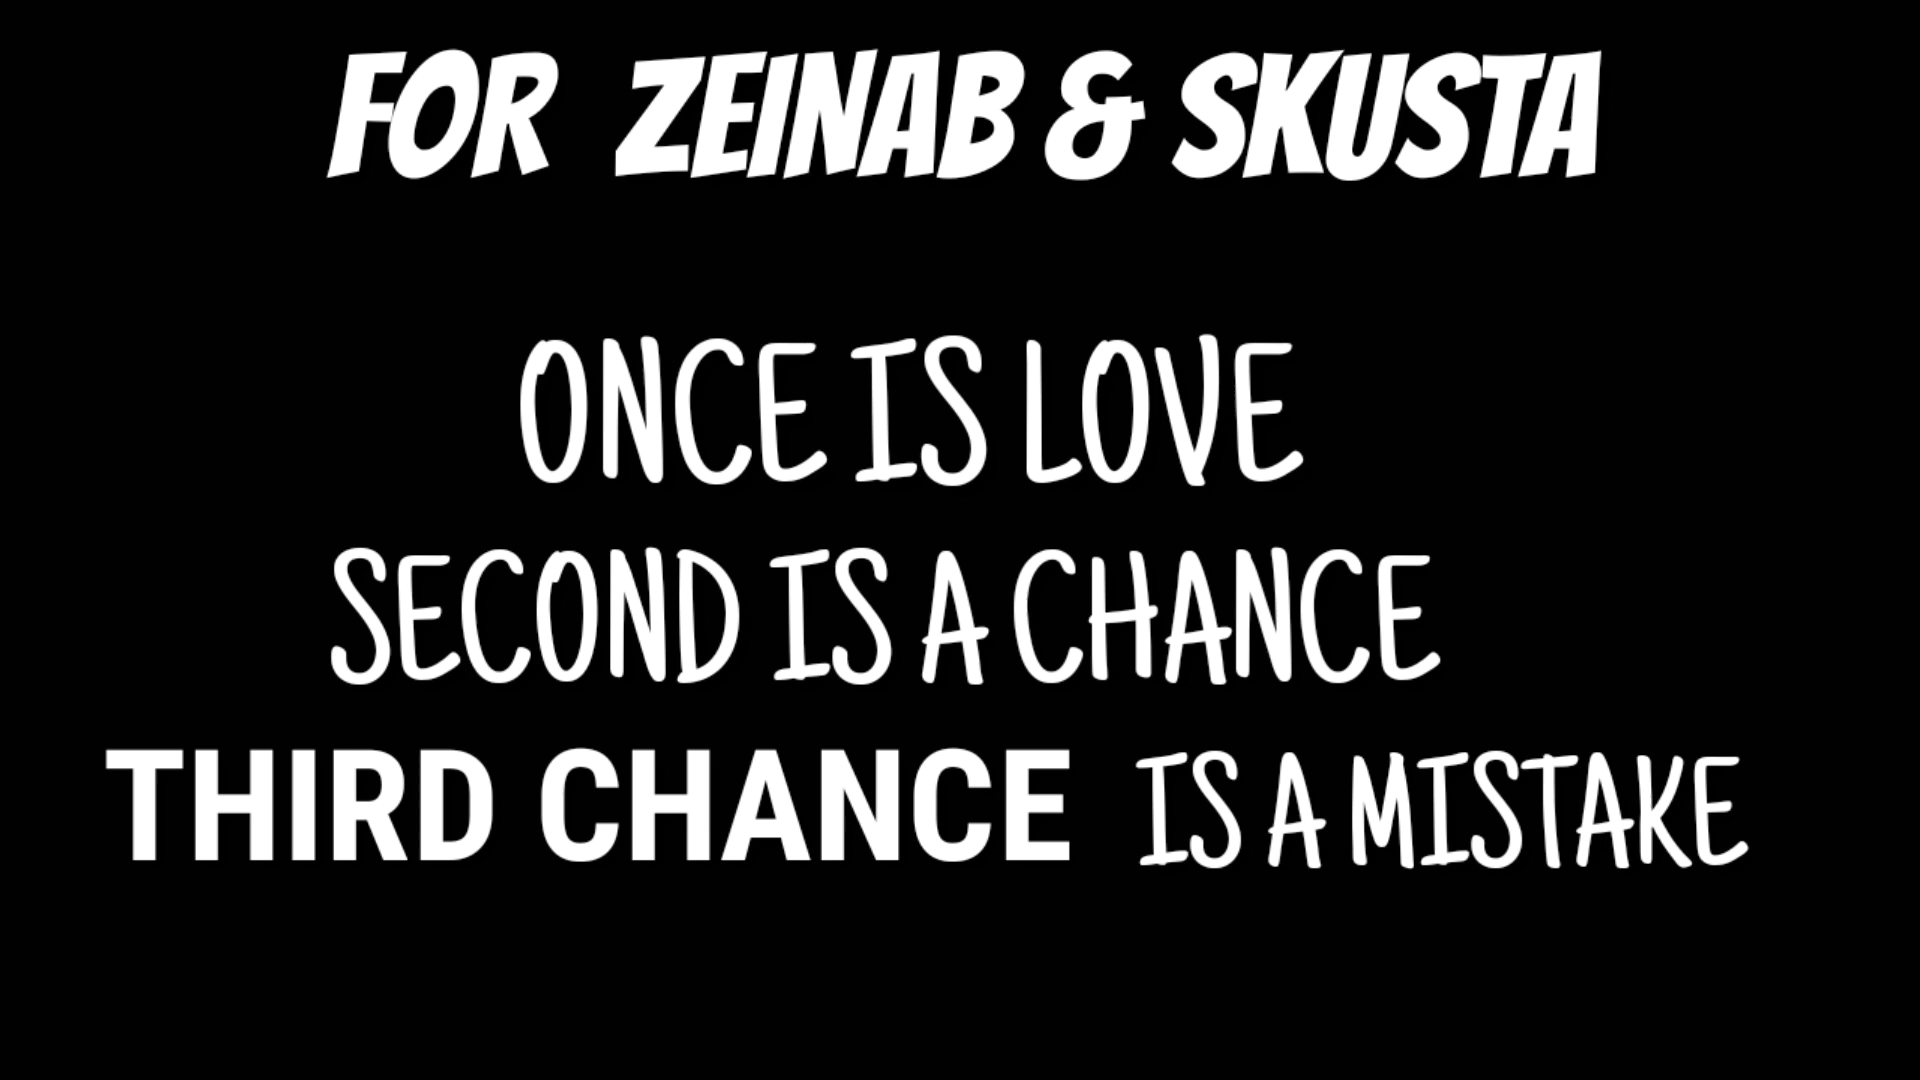 FOR ZEINAB & SKUSTA
ONCE IS LOVE
SECOND IS A CHANCE
THIRD CHANCE IS A MISTAKE